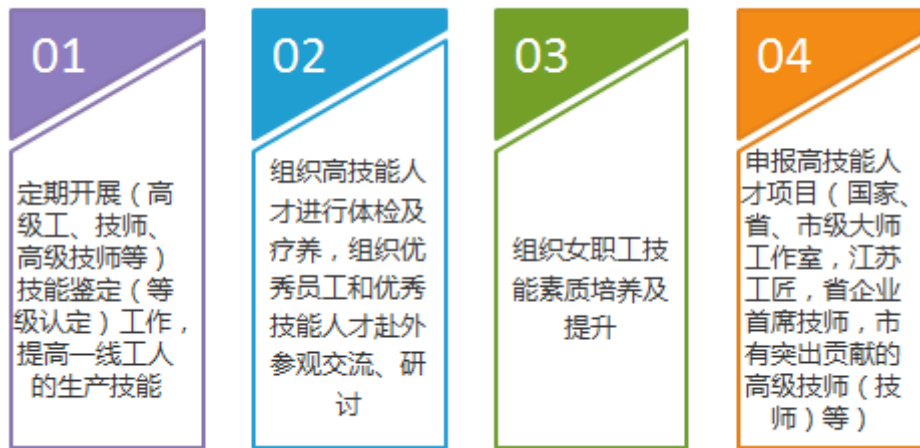 01
定期开展（高
级工、技师、
高级技师等）
技能鉴定（等
级认定）工作，
提高一线工人
的生产技能
02
组织高技能人
才进行体检及
疗养，组织优
秀员工和优秀
技能人才赴外
参观交流、研
讨
03
组织女职工技
能素质培养及
提升
04
申报高技能人
才项目（国家、
省、市级大师
工作室，江苏
工匠，省企业
首席技师，市
有突出贡献的
高级技师（技
师）等）